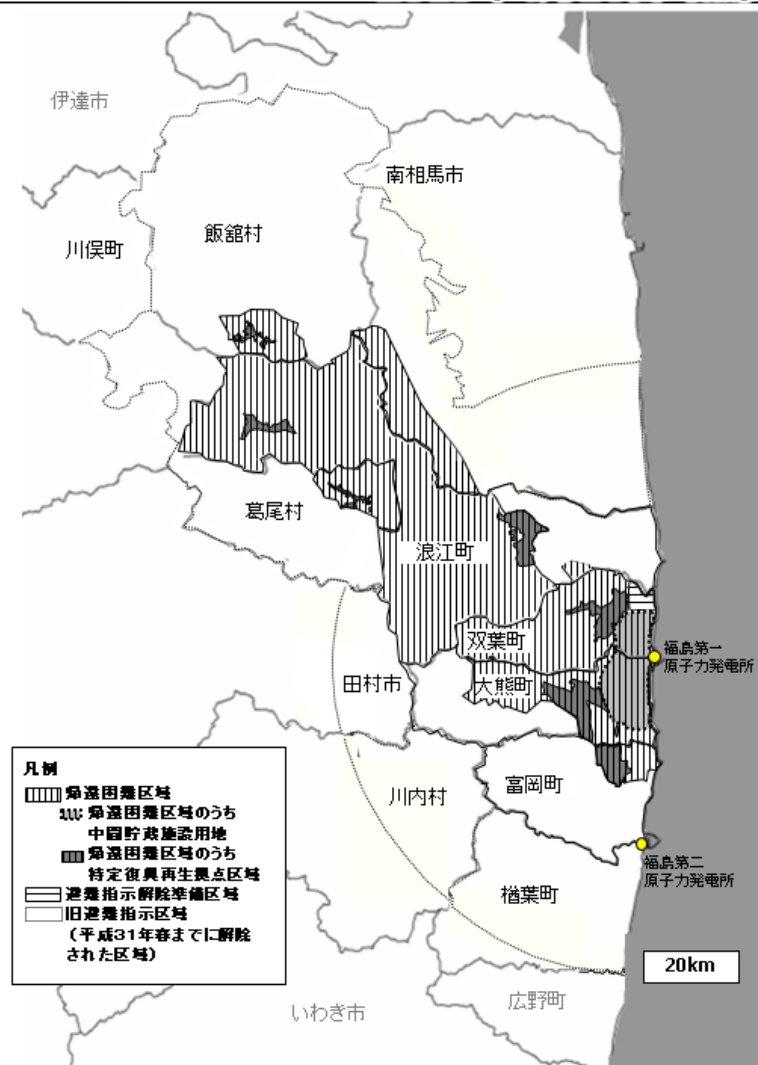 伊達市
南相馬市
飯舘村
川俣町
葛尾村
浪江町
双葉町
福島第一
原子力発電所
大熊町
田村市
凡例
帰還困難区域
帰還困難区域のうち
中間貯蔵施設用地
帰還困難区域のうち
特定復興再生拠点区域
避難指示解除準備区域
旧避難指示区域
(平成31年春までに解除
された区域)
川内村
富岡町
福島第二
原子力発電所
楢葉町
20km
いわき市
広野町